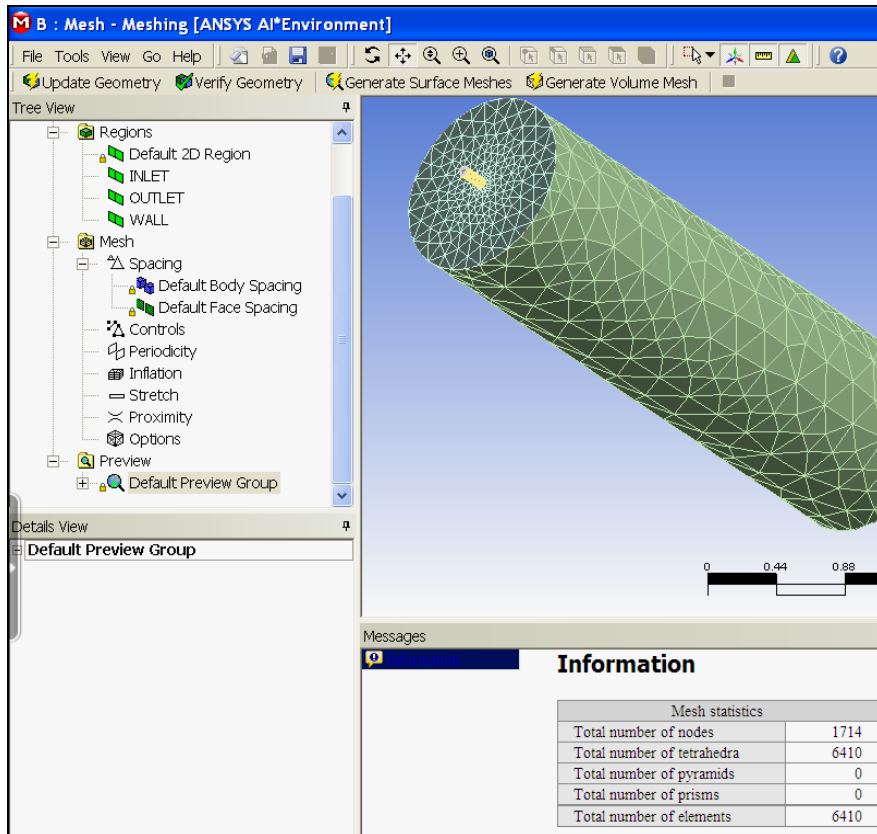 B : Mesh - Meshing [ANSYS AI*Environment]
File Tools View Go Help
Update Geometry Verify Geometry Generate Surface Meshes Generate Volume Mesh
Tree View
Regions
Default 2D Region
INLET
OUTLET
WALL
Mesh
Spacing
Default Body Spacing
Default Face Spacing
Controls
Periodicity
Inflation
Stretch
Proximity
Options
Preview
Default Preview Group
Details View
Default Preview Group
0 0.44 0.88
Messages
Information
Mesh statistics
Total number of nodes 1714
Total number of tetrahedra 6410
Total number of pyramids 0
Total number of prisms 0
Total number of elements 6410